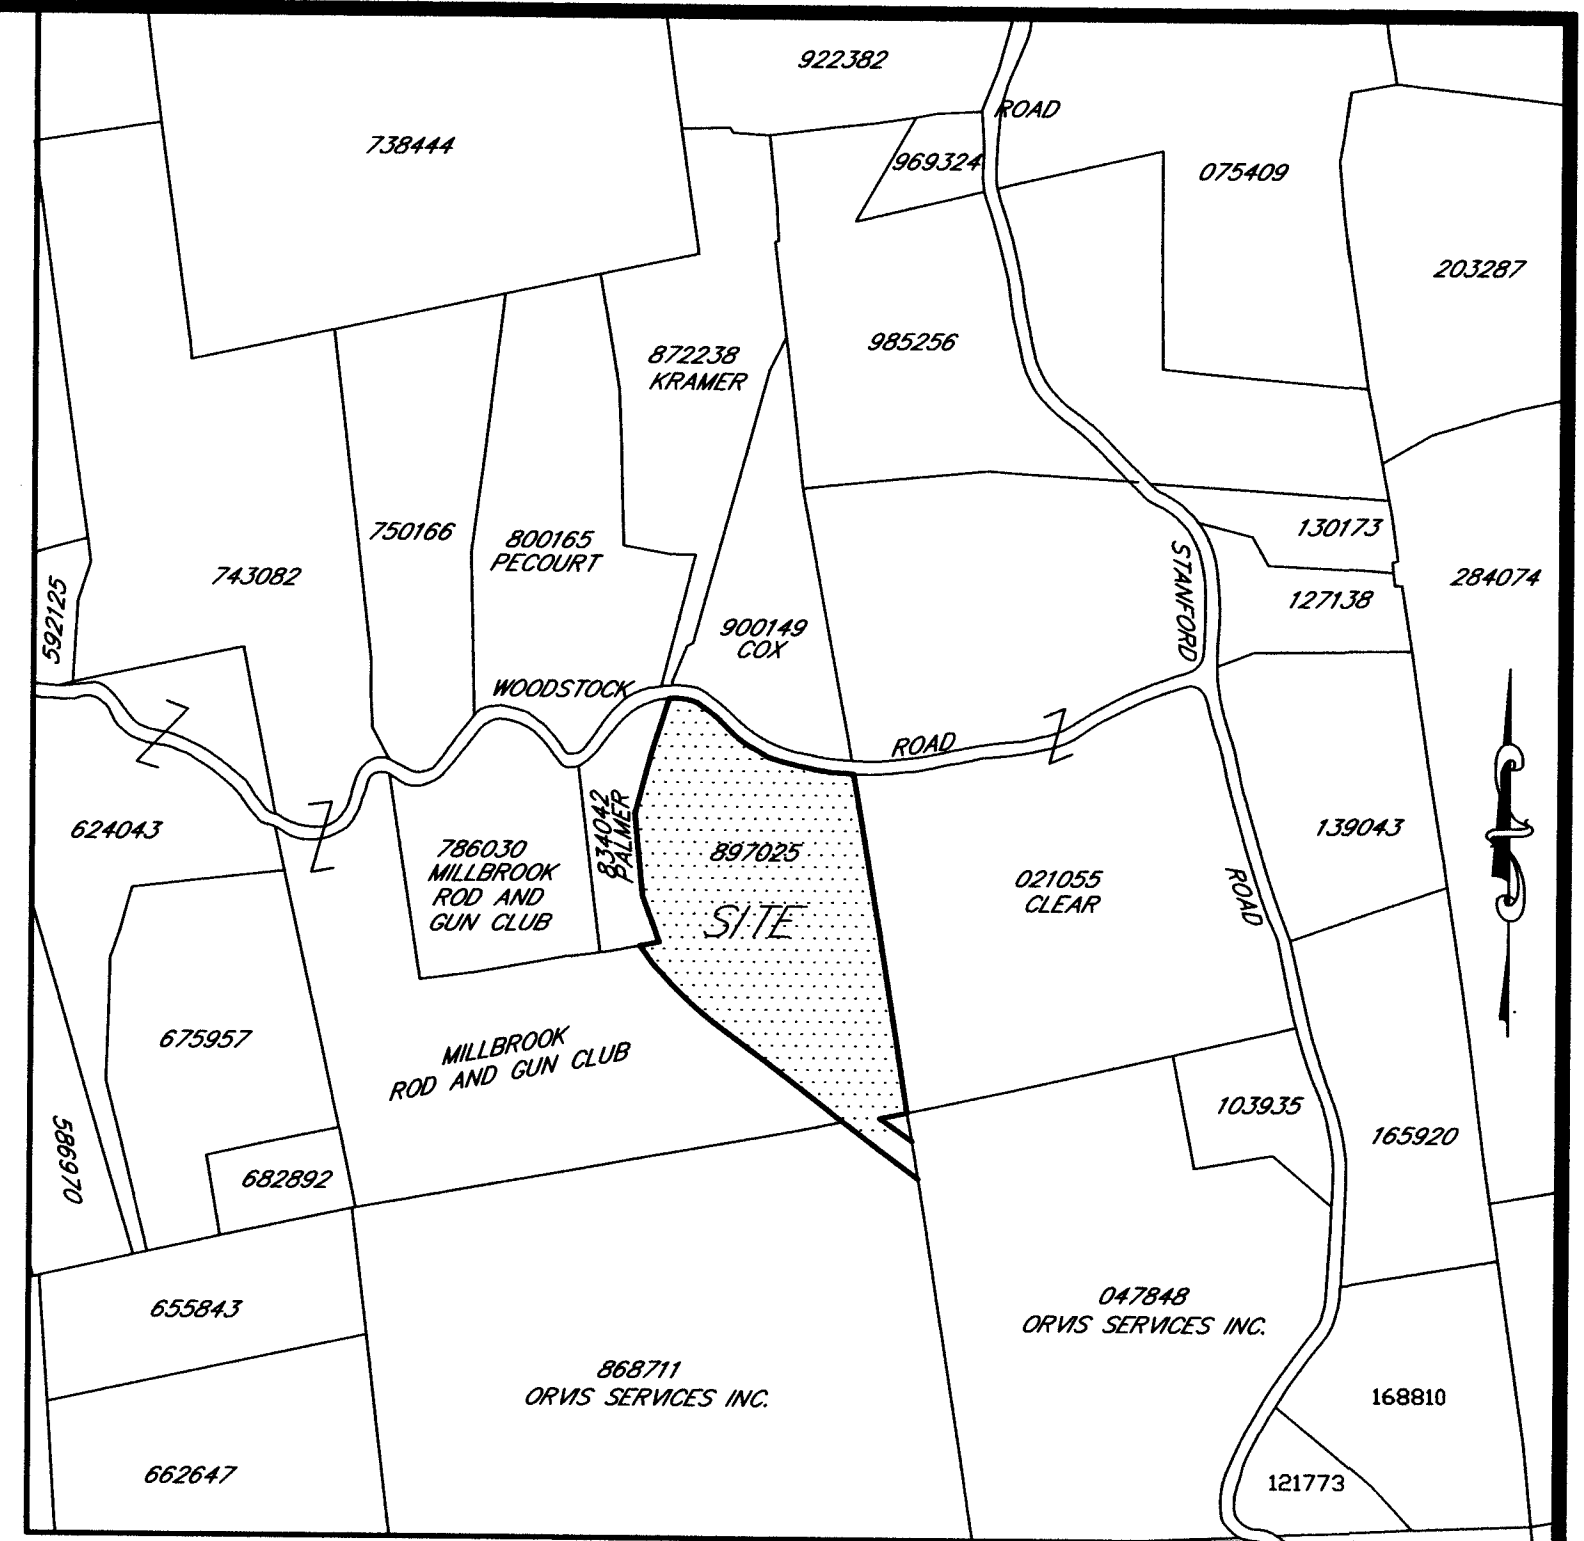 922382
ROAD
738444
969324
075409
203287
985256
872238
KRAMER
750166
800165
PECOURT
130173
743082
STANFORD
284074
592125
127138
900149
COX
WOODSTOCK
ROAD
624043
786030
MILLBROOK
ROD AND
GUN CLUB
834042
PALMER
897025
SITE
021055
CLEAR
139043
ROAD
675957
MILLBROOK
ROD AND GUN CLUB
103935
165920
586970
682892
655843
047848
ORVIS SERVICES INC.
868711
ORVIS SERVICES INC.
168810
662647
121773